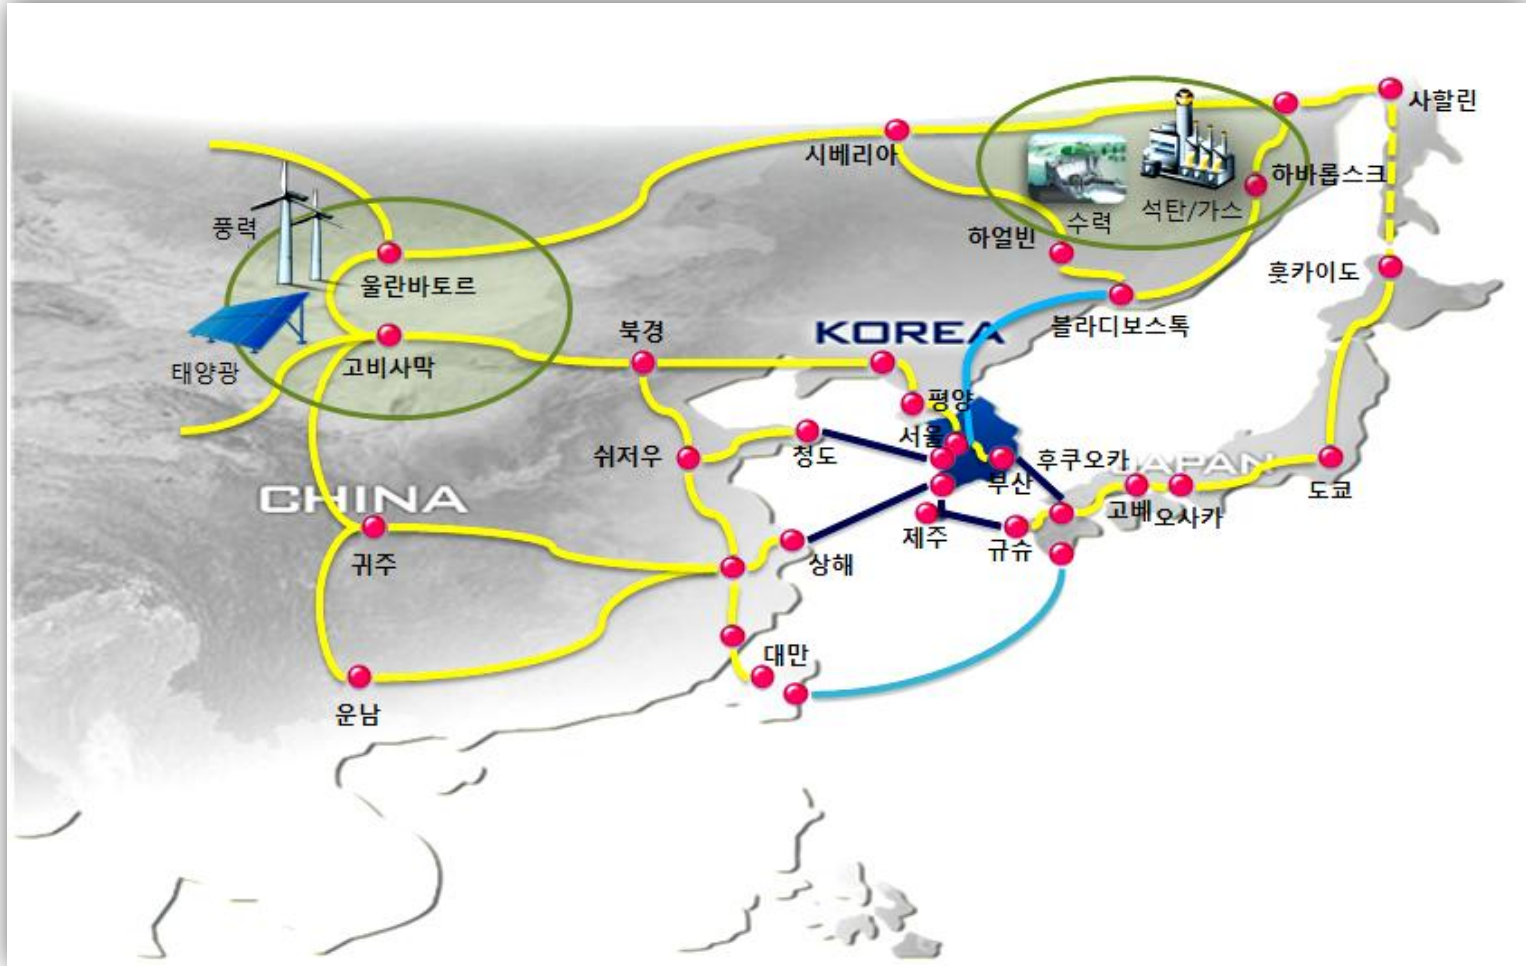 사할린
시베리아
하바롭스크
석탄/가스
수력
풍력
하얼빈
훗카이도
울란바토르
블라디보스톡
북경
KOREA
태양광
고비사막
평양
서울
쉬저우
청도
후쿠오카
JAPAN
부산
도쿄
CHINA
고베
오사카
제주
규슈
귀주
상해
대만
운남